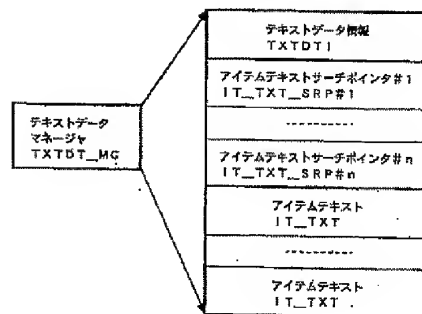 テキストデータ
マネージャ
TXTDT_MG
テキストデータ情報
TXTDTI
アイテムテキストサーチポインタ#1
IT_TXT_SRP#1
----------
アイテムテキストサーチポインタ#n
IT_TXT_SRP#n
アイテムテキスト
IT_TXT
----------
アイテムテキスト
IT_TXT